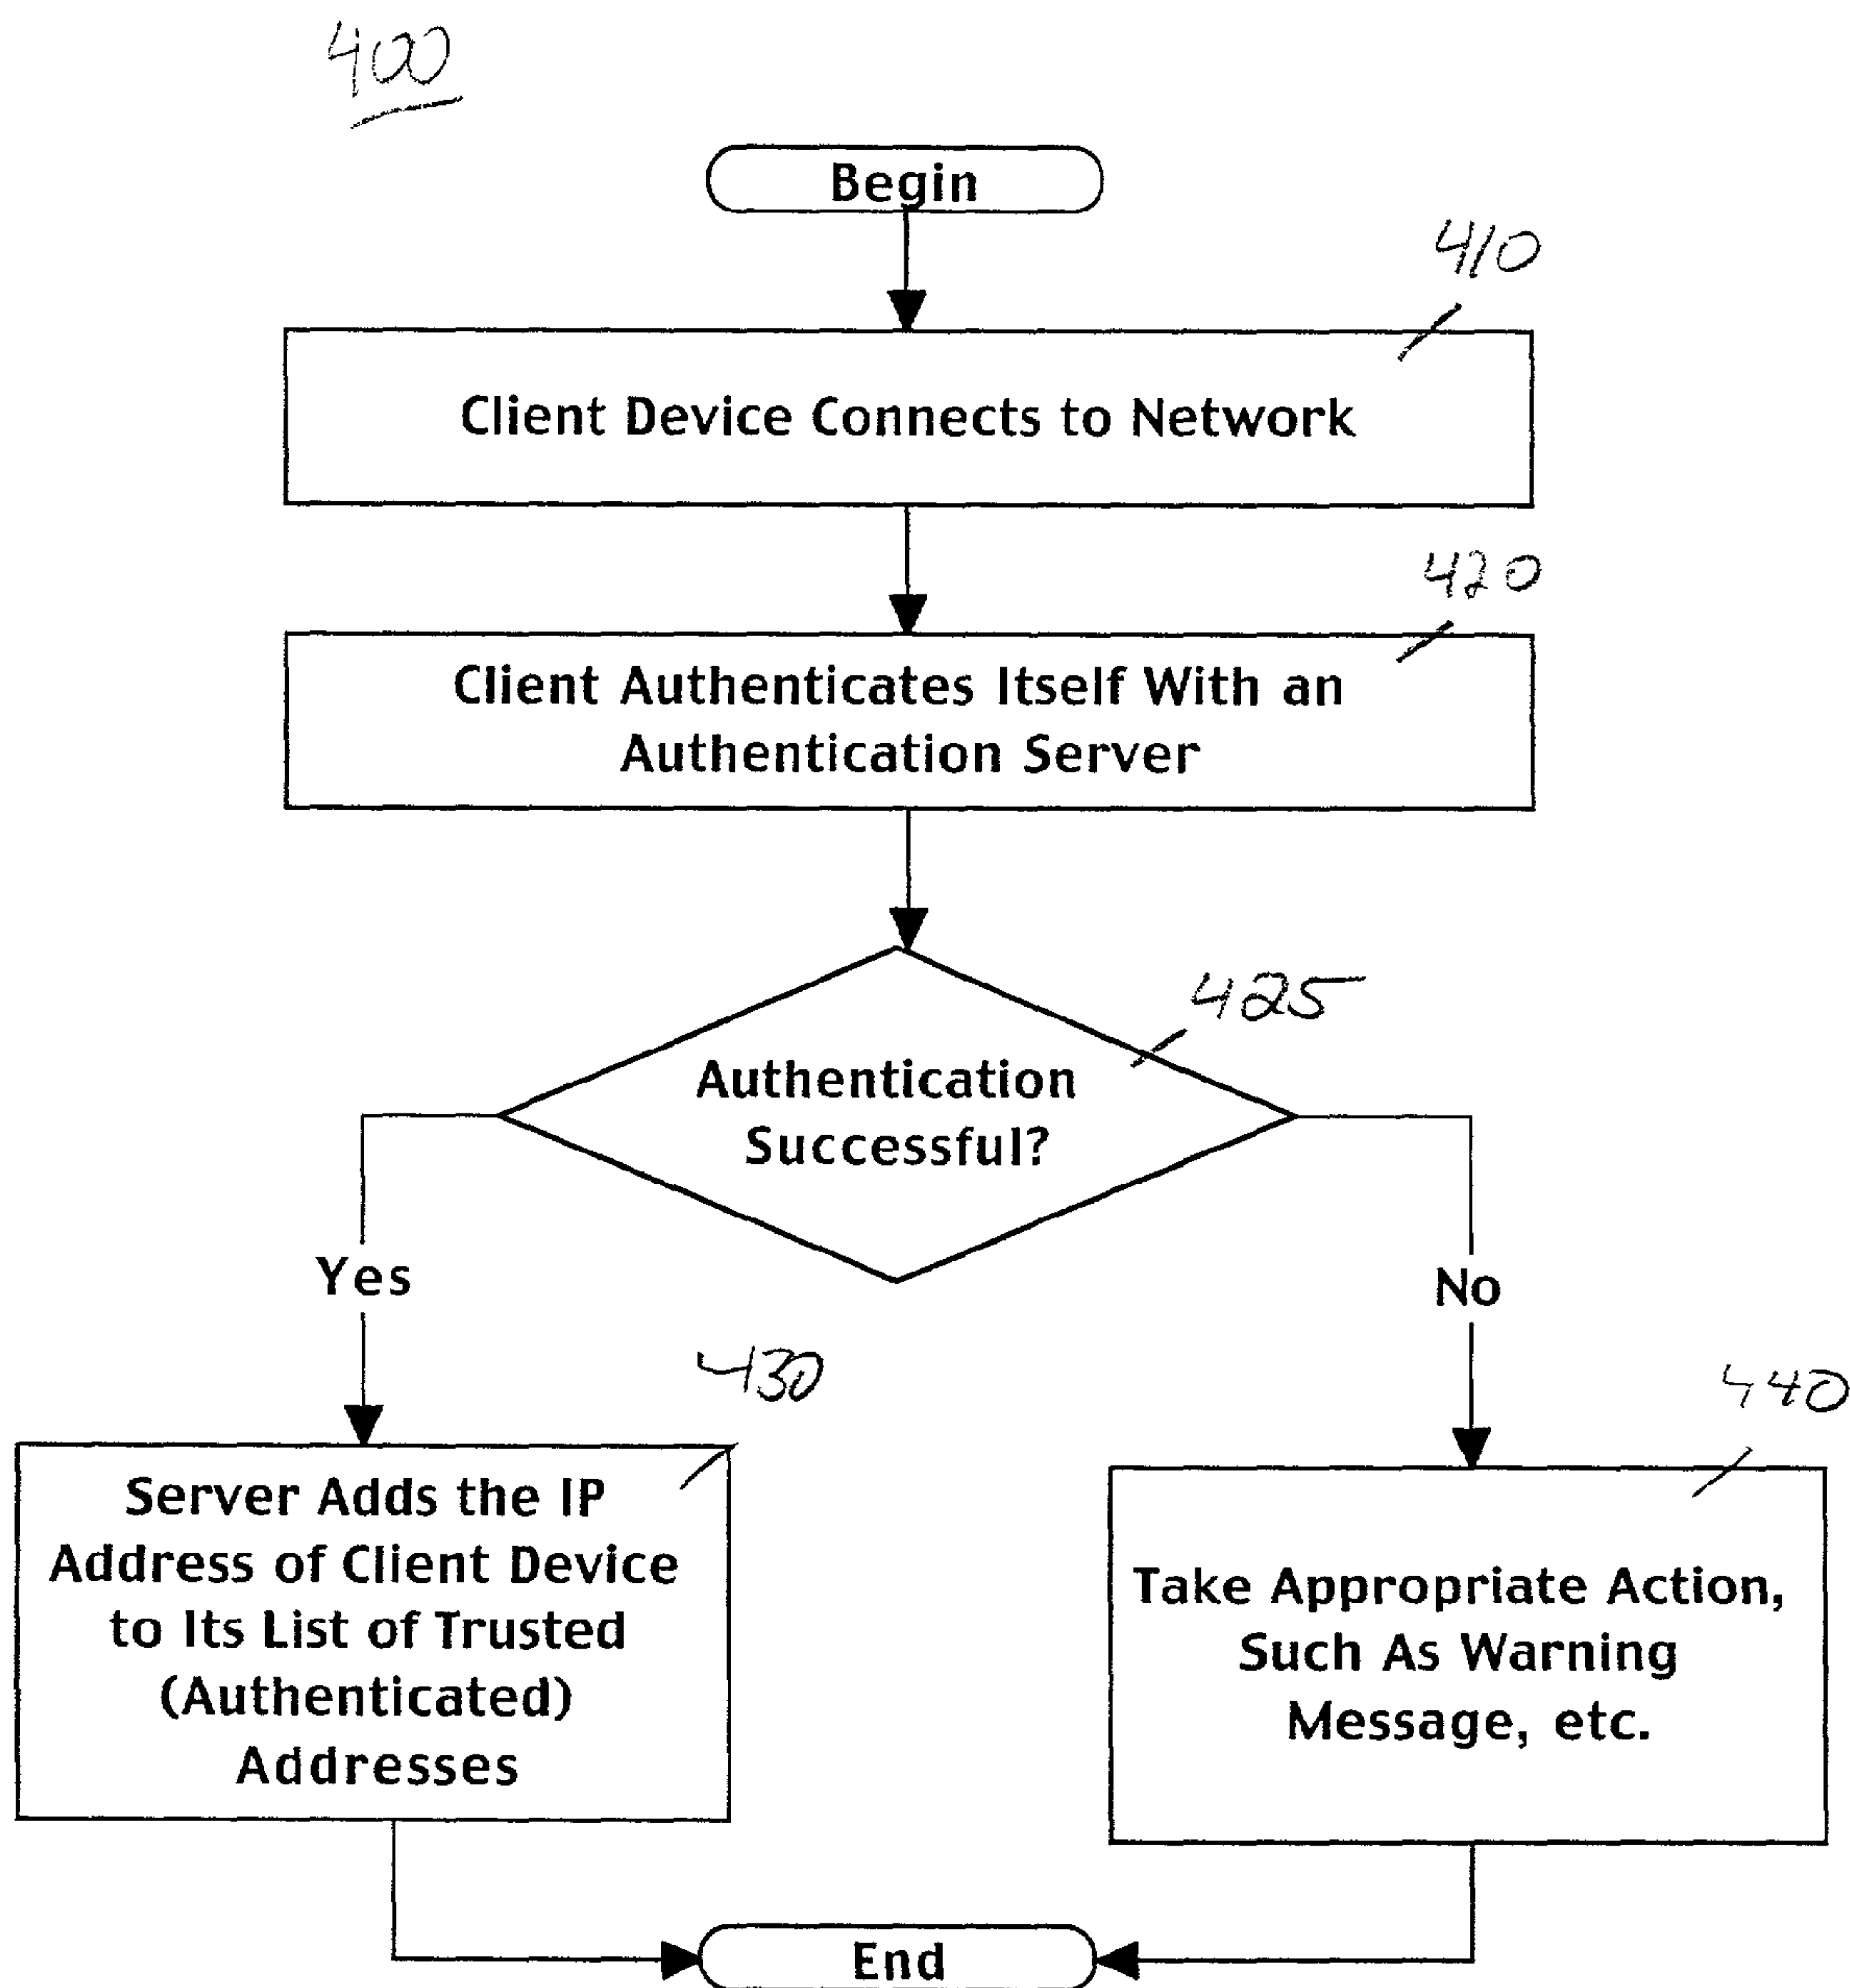 400
Begin
410
Client Device Connects to Network
420
Client Authenticates Itself With an
Authentication Server
425
Authentication
Successful?
Yes
No
430
440
Server Adds the IP
Address of Client Device
to Its List of Trusted
(Authenticated)
Addresses
Take Appropriate Action,
Such As Warning
Message, etc.
End